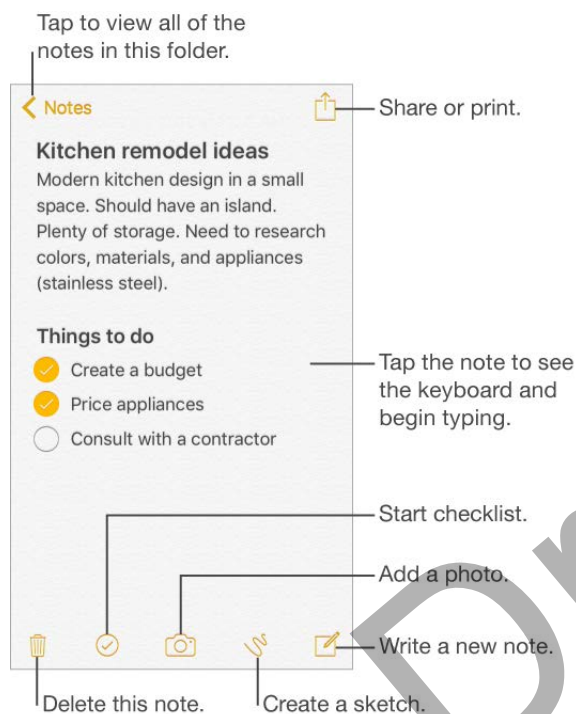 Tap to view all of the
notes in this folder.
Notes
Share or print.
Kitchen remodel ideas
Modern kitchen design in a small
space. Should have an island.
Plenty of storage. Need to research
colors, materials, and appliances
(stainless steel).
Things to do
Create a budget
Price appliances
Consult with a contractor
Tap the note to see
the keyboard and
begin typing.
Start checklist.
Add a photo.
Write a new note.
Delete this note.
Create a sketch.